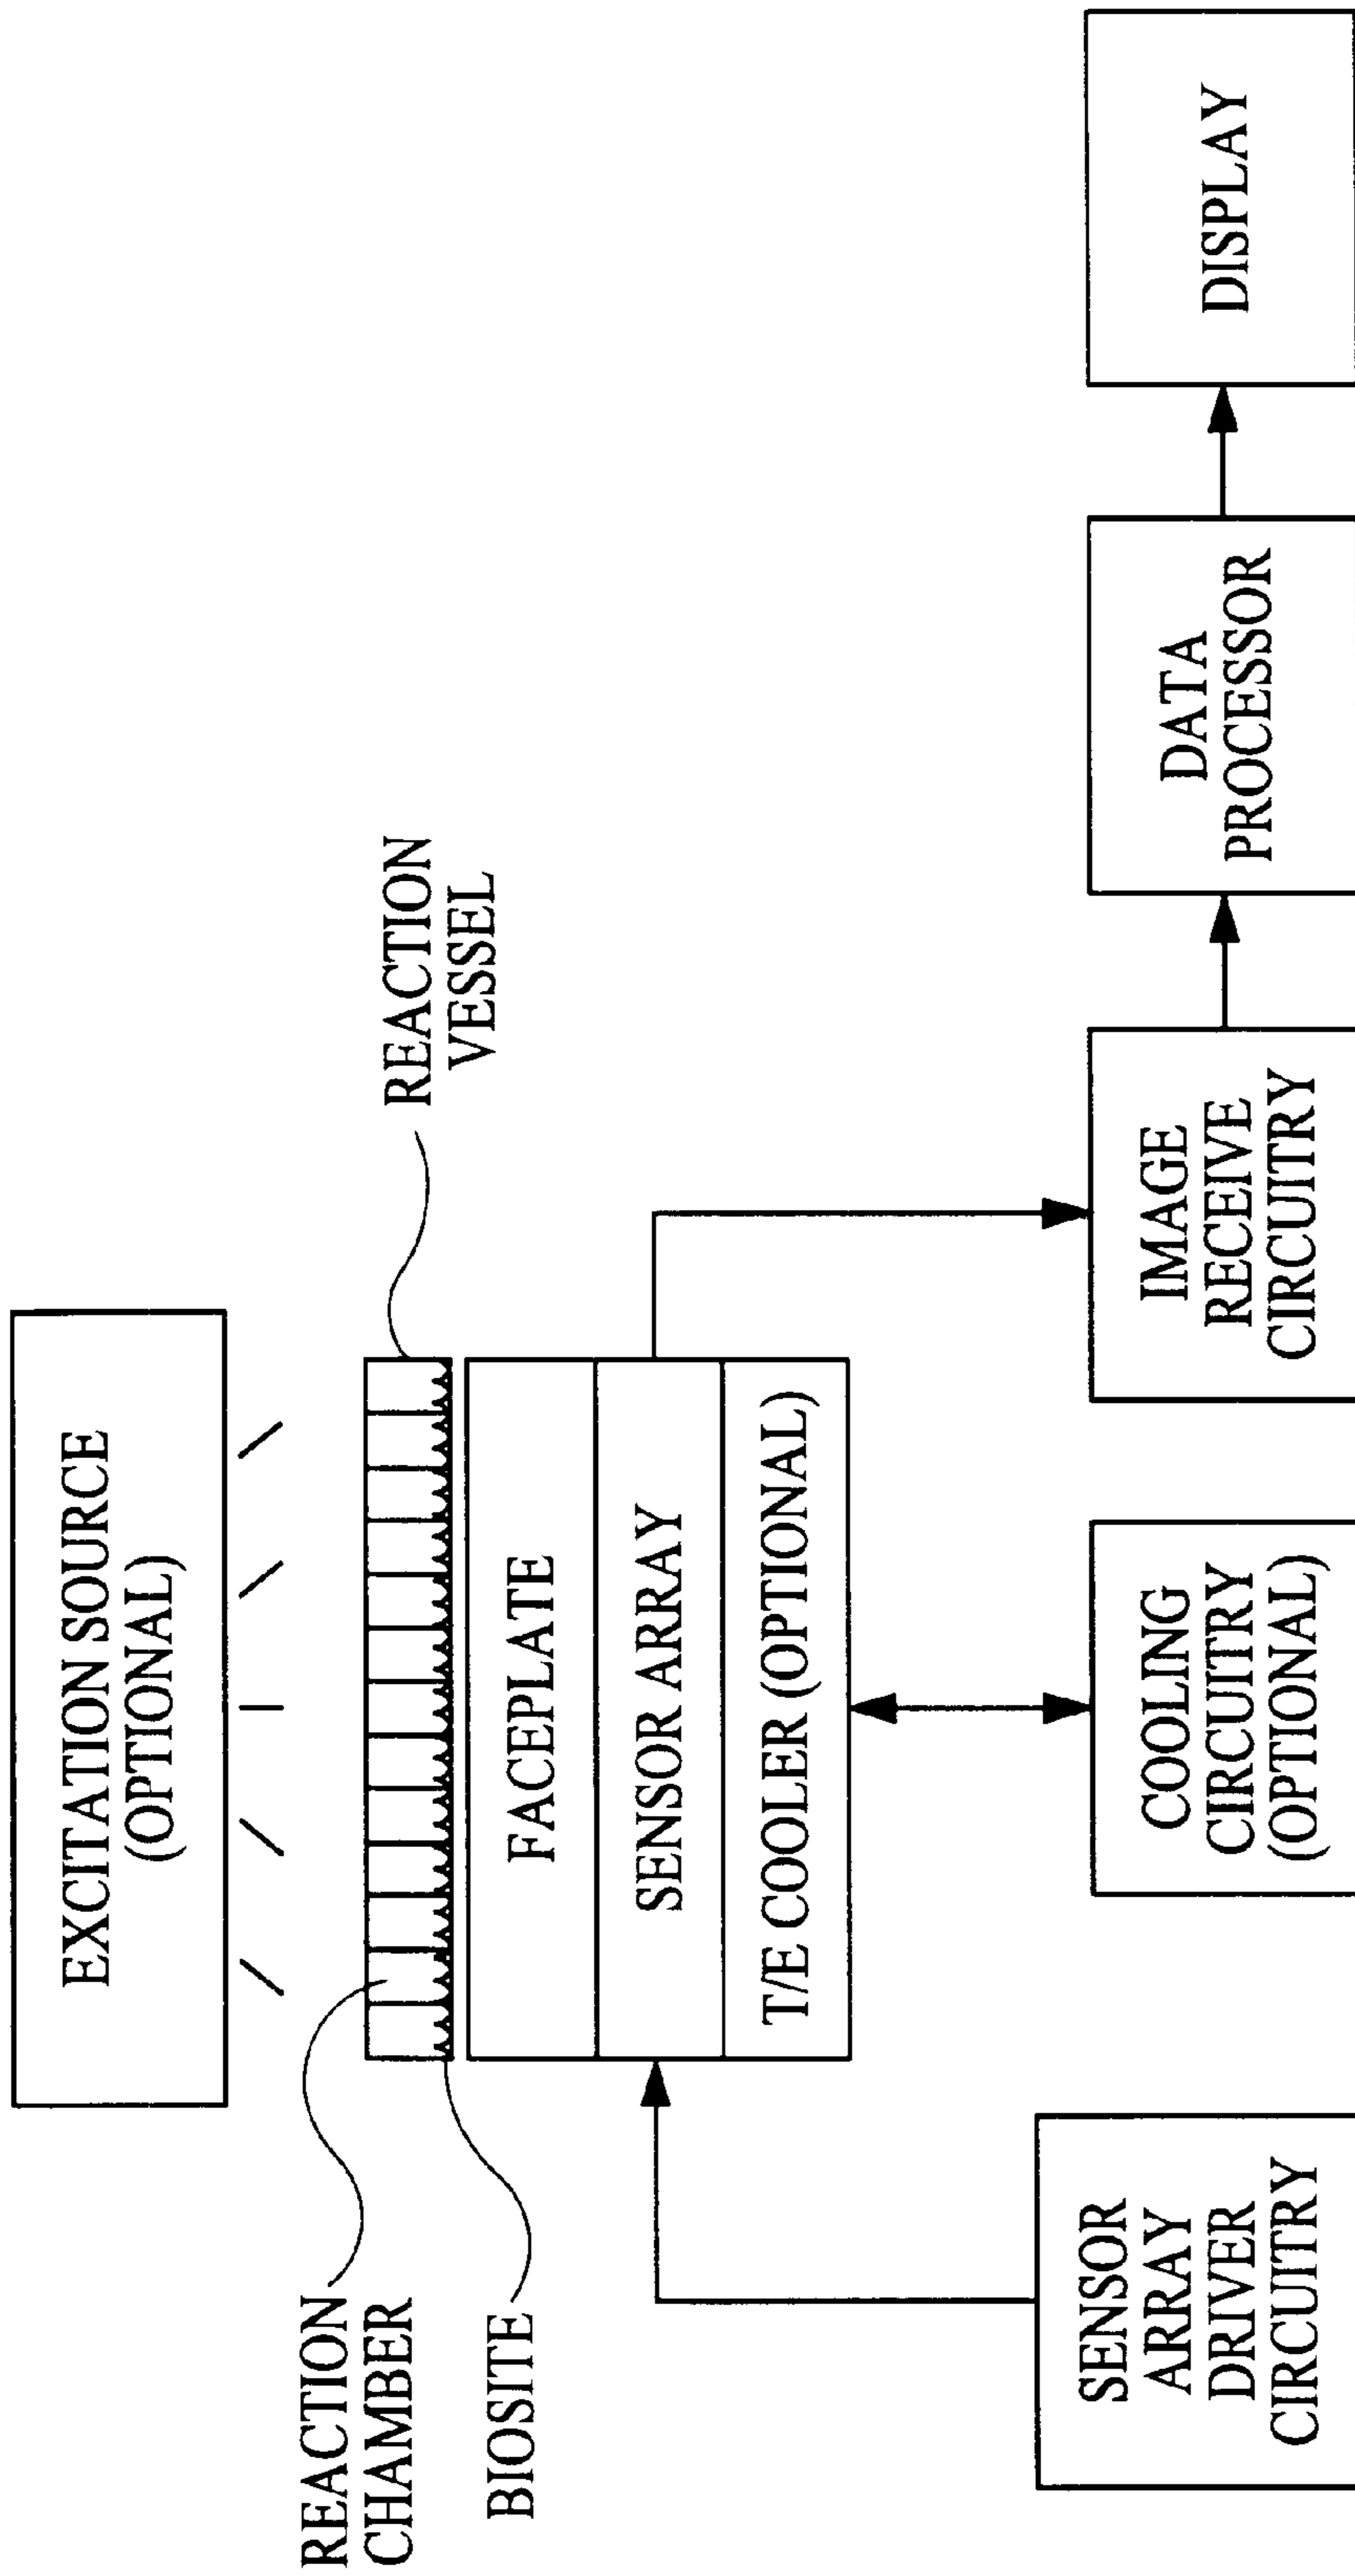 EXCITATION SOURCE
(OPTIONAL)
REACTION
CHAMBER
REACTION
VESSEL
BIOSITE
FACEPLATE
SENSOR ARRAY
T/E COOLER (OPTIONAL)
SENSOR
ARRAY
DRIVER
CIRCUITRY
COOLING
CIRCUITRY
(OPTIONAL)
IMAGE
RECEIVE
CIRCUITRY
DATA
PROCESSOR
DISPLAY